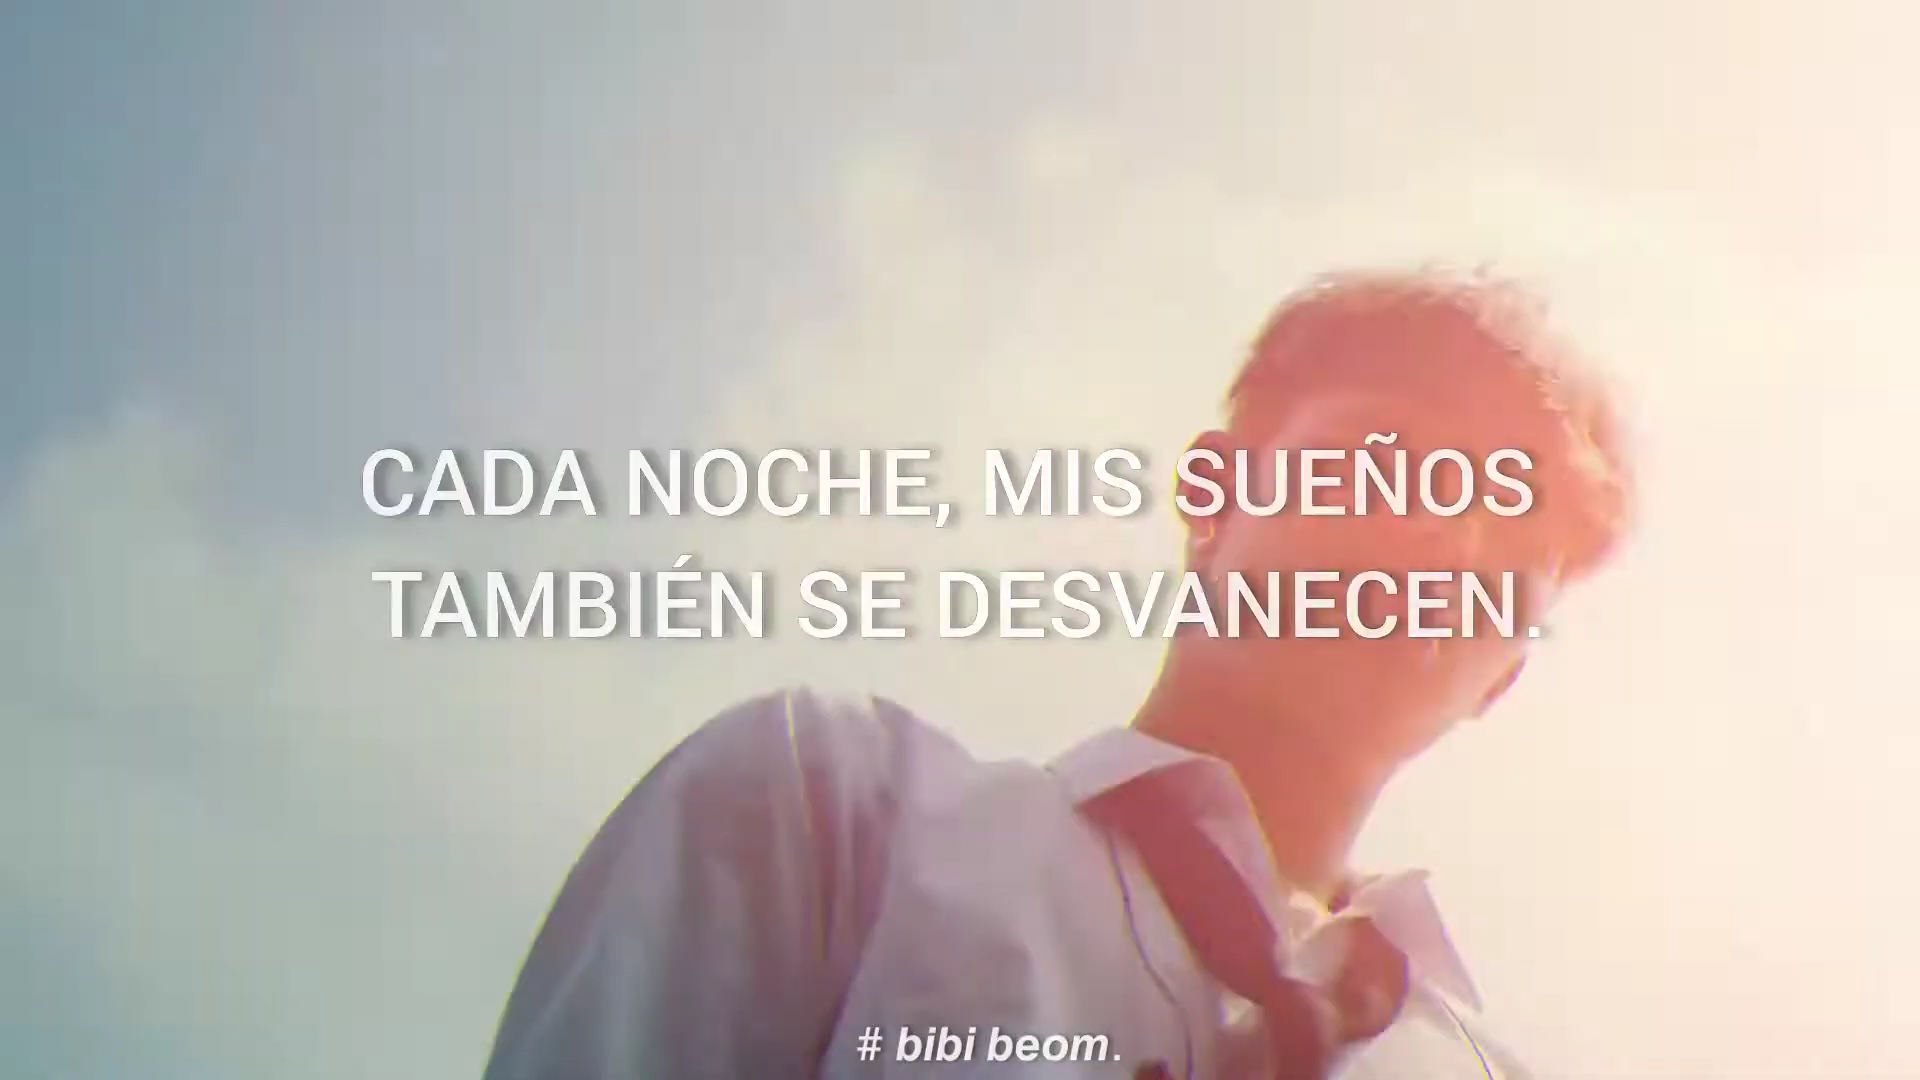 CADA NOCHE, MIS SUEÑOS
TAMBIÉN SE DESVANECEN.
# bibi beom.